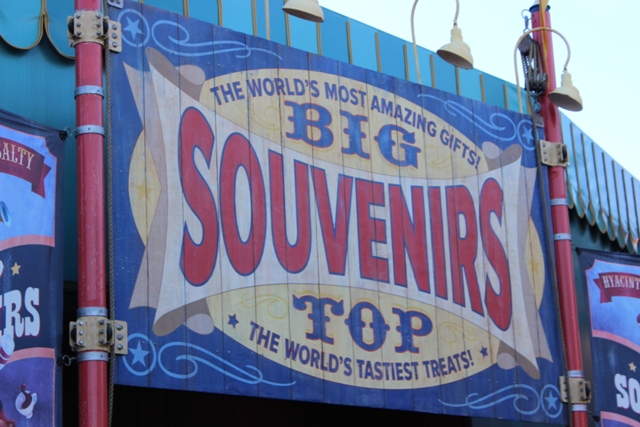 THE WORLD'S MOST AMAZING GIFTS!
BIG
SOUVENIRS
TOP
THE WORLD'S TASTIEST TREATS!